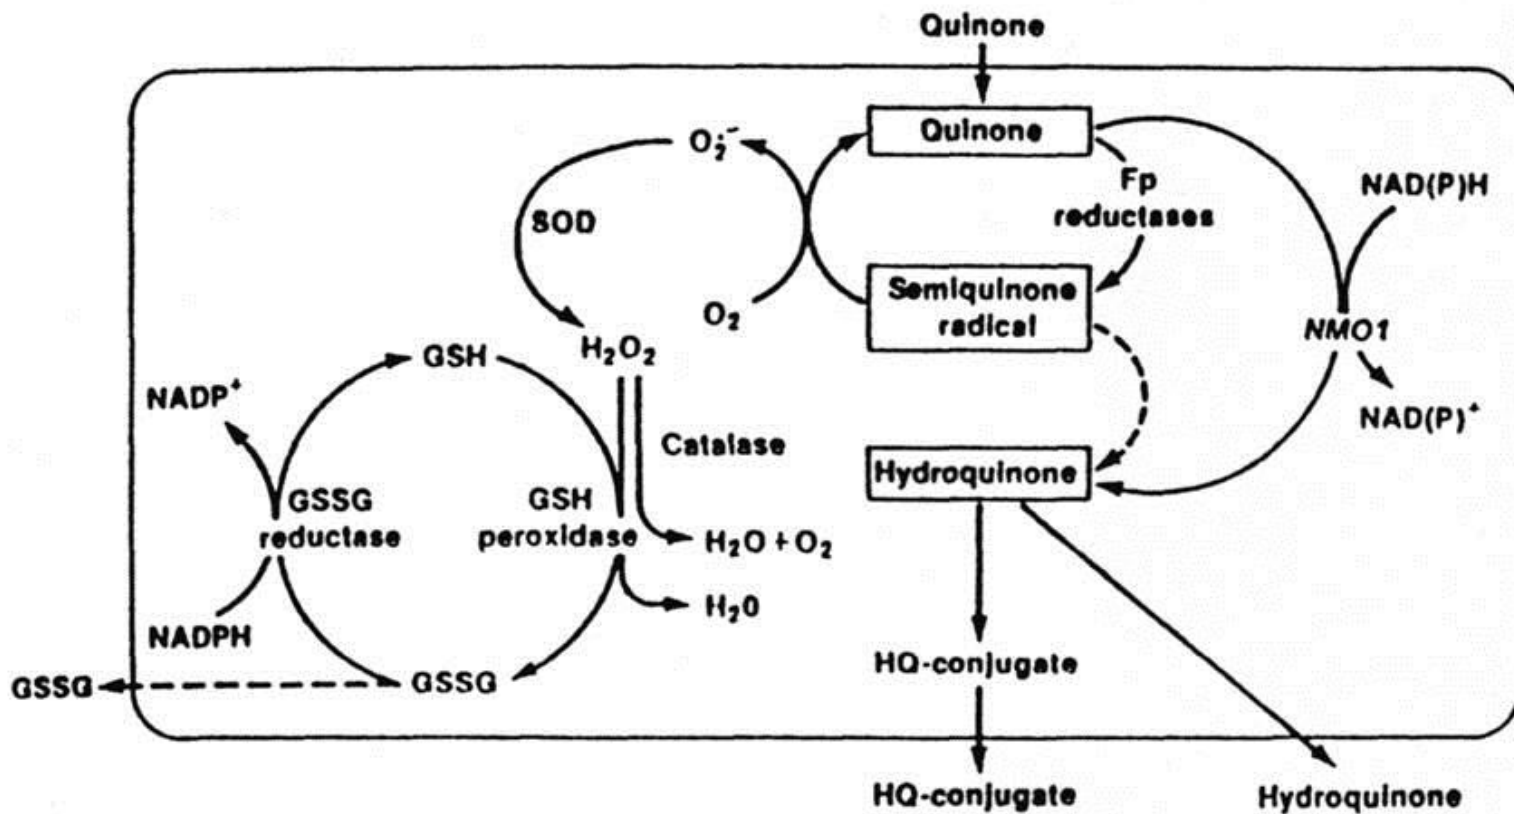 Quinone
Quinone
O₂·⁻
Fp
reductases
NAD(P)H
SOD
Semiquinone
radical
O₂
NMO1
H₂O₂
GSH
NADP⁺
NAD(P)⁺
Catalase
Hydroquinone
GSSG
reductase
GSH
peroxidase
H₂O + O₂
H₂0
NADPH
HQ-conjugate
GSSG
GSSG
HQ-conjugate
Hydroquinone